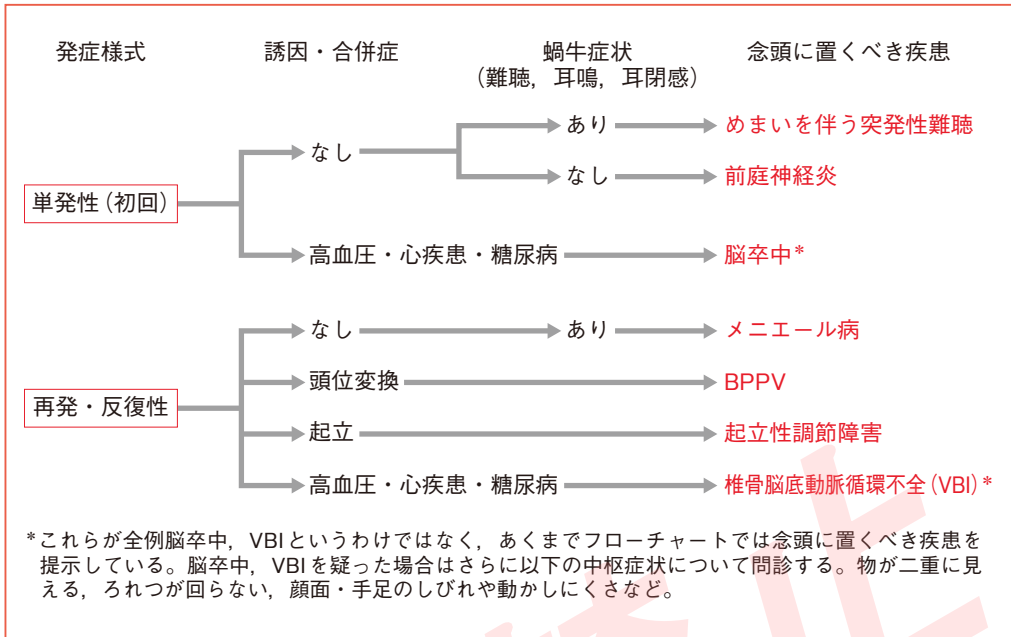 発症様式 誘因・合併症 蝸牛症状 念頭に置くべき疾患
(難聴,耳鳴,耳閉感)
あり めまいを伴う突発性難聴
なし
なし 前庭神経炎
単発性(初回)
高血圧・心疾患・糖尿病 脳卒中*
なし あり メニエール病
頭位変換 BPPV
再発・反復性
起立 起立性調節障害
高血圧・心疾患・糖尿病 椎骨脳底動脈循環不全(VBI)*
*これらが全例脳卒中,VBIというわけではなく,あくまでフローチャートでは念頭に置くべき疾患を
提示している。脳卒中,VBIを疑った場合はさらに以下の中枢症状について問診する。物が二重に見
える,ろれつが回らない,顔面・手足のしびれや動かしにくさなど。